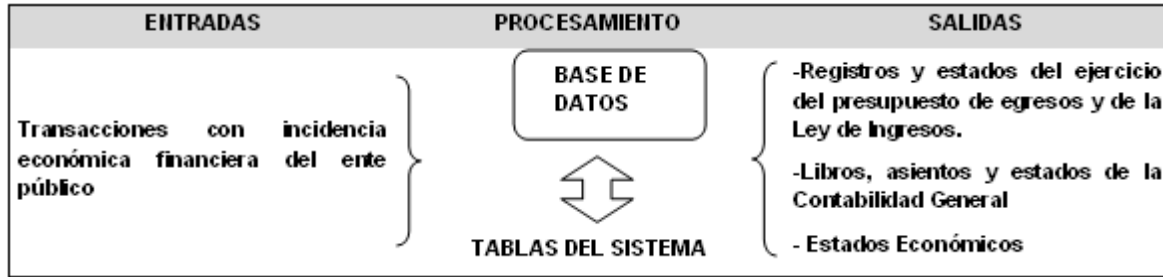 ENTRADAS
PROCESAMIENTO
SALIDAS
Transacciones con incidencia
económica financiera del ente
público
BASE DE
DATOS
TABLAS DEL SISTEMA
-Registros y estados del ejercicio
del presupuesto de egresos y de la
Ley de Ingresos.
-Libros, asientos y estados de la
Contabilidad General
- Estados Económicos